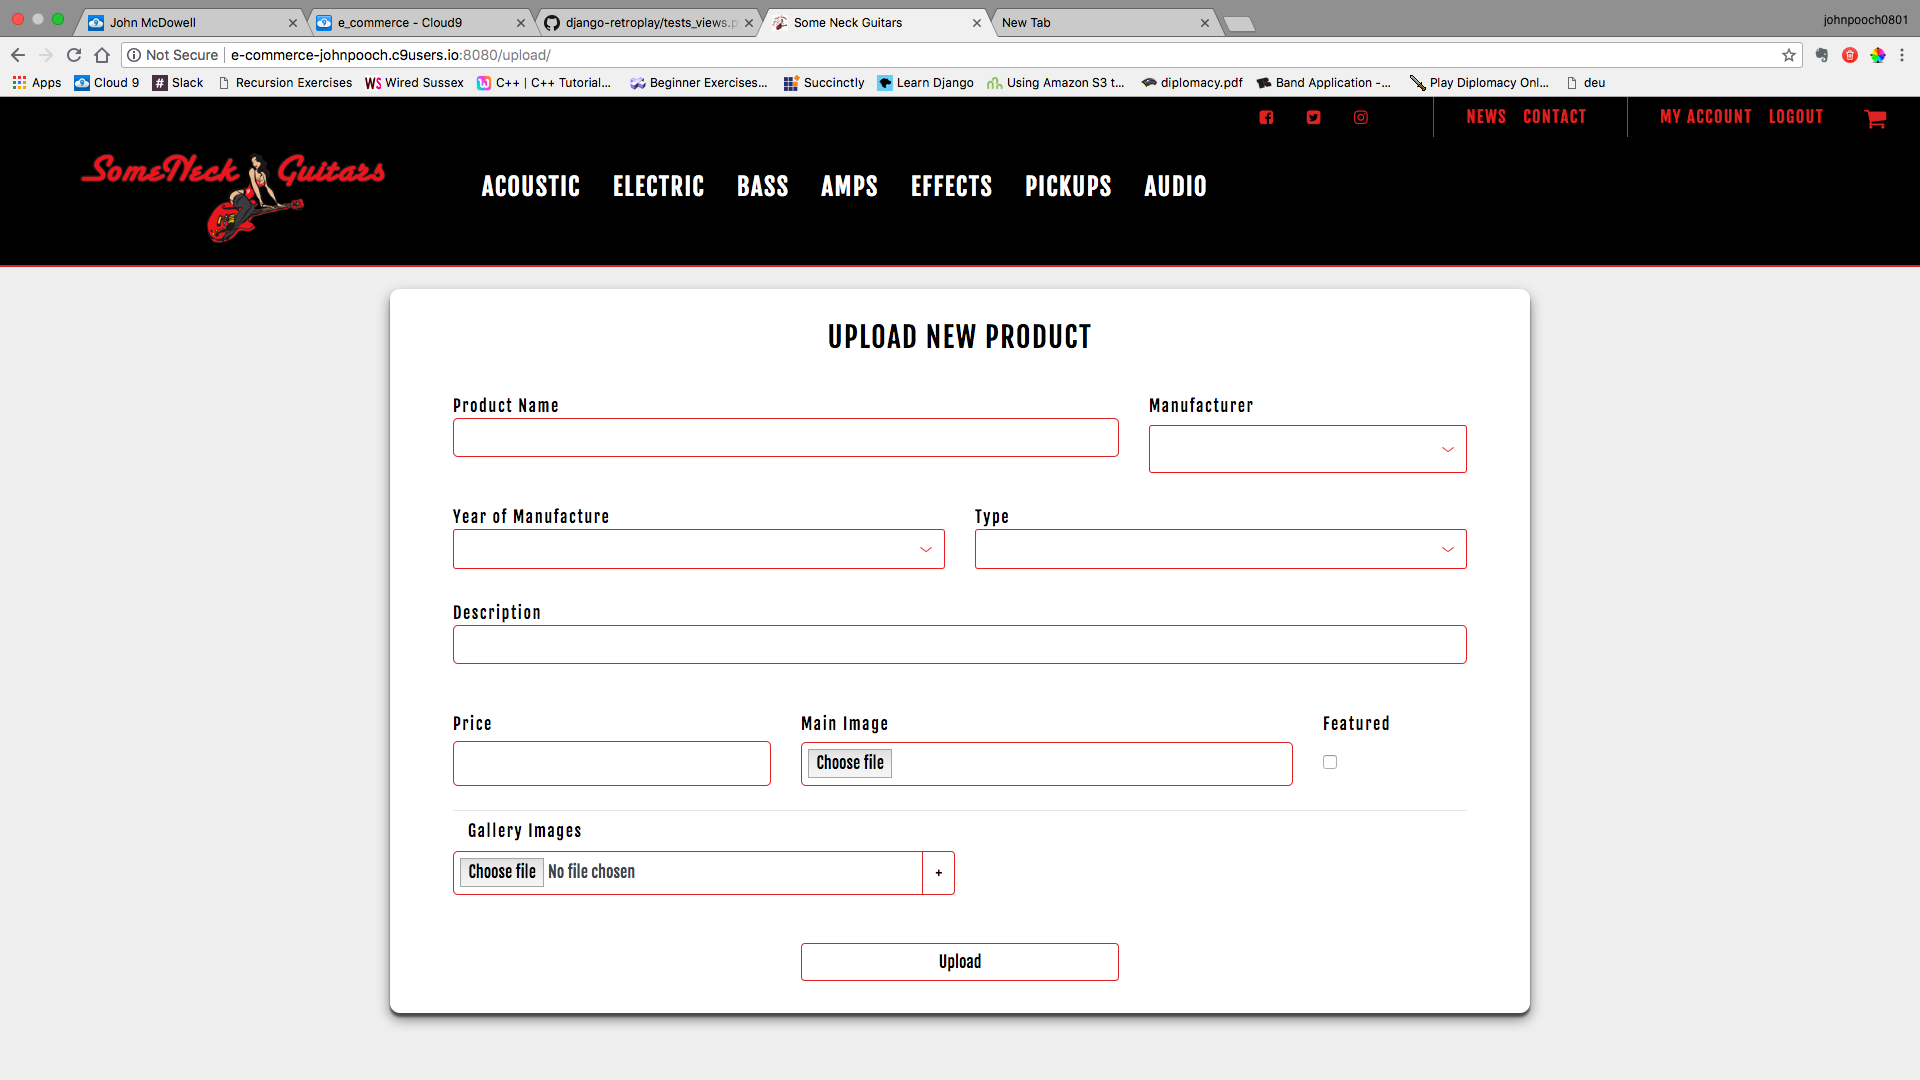 John McDowell
e_commerce - Cloud9
django-retroplay/tests_views.p
Some Neck Guitars
New Tab
johnpooch0801
Not Secure
e-commerce-johnpooch.c9users.io:8080/upload/
Apps
Cloud 9
Slack
Recursion Exercises
WS Wired Sussex
C++ | C++ Tutorial...
Beginner Exercises...
Succinctly
Learn Django
Using Amazon S3 t...
diplomacy.pdf
Band Application -...
Play Diplomacy Onl...
deu
NEWS CONTACT
MY ACCOUNT LOGOUT
SomeNeck Guitars
ACOUSTIC ELECTRIC BASS AMPS EFFECTS PICKUPS AUDIO
UPLOAD NEW PRODUCT
Product Name
Manufacturer
Year of Manufacture
Type
Description
Price
Main Image
Featured
Choose file
Gallery Images
Choose file No file chosen
+
Upload